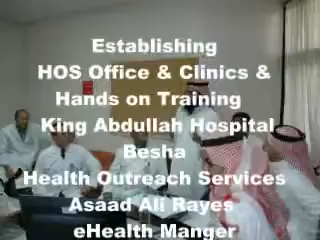 Establishing
HOS Office & Clinics &
Hands on Training
King Abdullah Hospital
Besha
Health Outreach Services
Asaad Ali Rayes
eHealth Manger